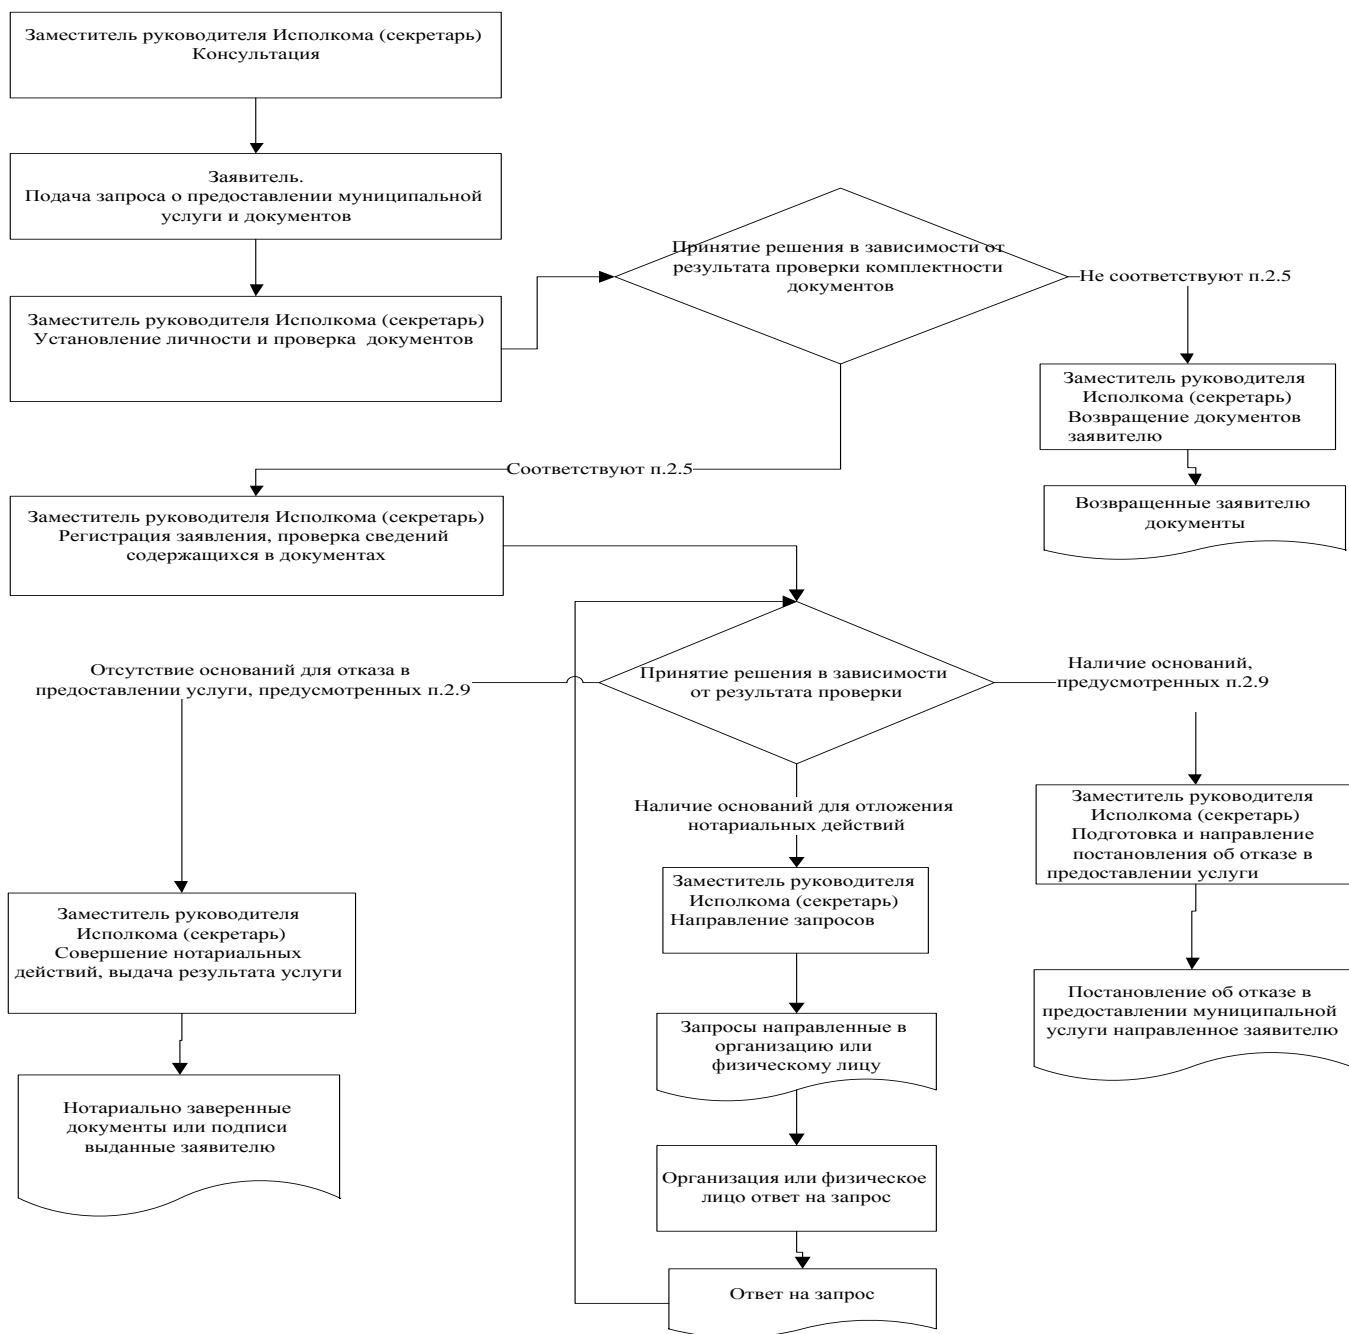 Заместитель руководителя Исполкома (секретарь)
Консультация
Заявитель.
Подача запроса о предоставлении муниципальной
услуги и документов
Принятие решения в зависимости от
результата проверки комплектности
документов
Не соответствуют п.2.5
Заместитель руководителя Исполкома (секретарь)
Установление личности и проверка документов
Заместитель руководителя
Исполкома (секретарь)
Возвращение документов
заявителю
Соответствуют п.2.5
Возвращенные заявителю
документы
Заместитель руководителя Исполкома (секретарь)
Регистрация заявления, проверка сведений
содержащихся в документах
Отсутствие оснований для отказа в
предоставлении услуги, предусмотренных п.2.9
Принятие решения в зависимости
от результата проверки
Наличие оснований,
предусмотренных п.2.9
Наличие оснований для отложения
нотариальных действий
Заместитель руководителя
Исполкома (секретарь)
Подготовка и направление
постановления об отказе в
предоставлении услуги
Заместитель руководителя
Исполкома (секретарь)
Направление запросов
Заместитель руководителя
Исполкома (секретарь)
Совершение нотариальных
действий, выдача результата услуги
Постановление об отказе в
предоставлении муниципальной
услуги направленное заявителю
Запросы направленные в
организацию или
физическому лицу
Нотариально заверенные
документы или подписи
выданные заявителю
Организация или физическое
лицо ответ на запрос
Ответ на запрос